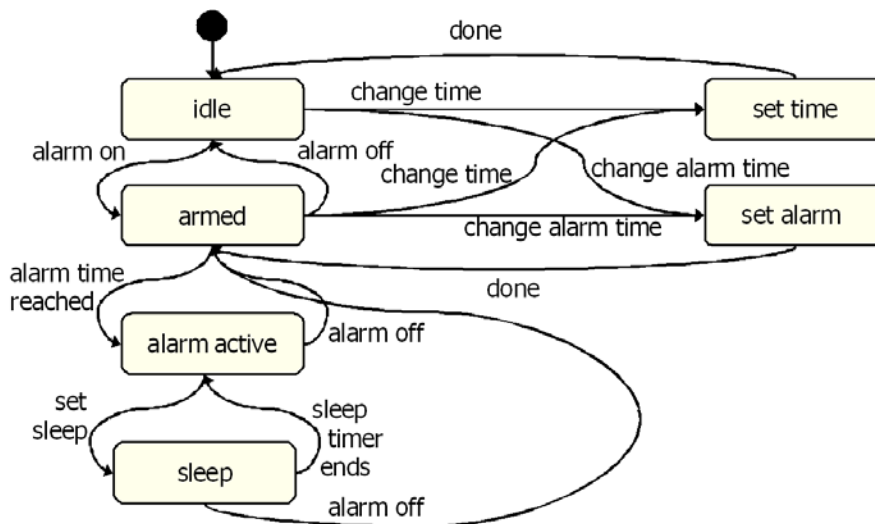 done
idle
change time
set time
alarm on
alarm off
change time
change alarm time
armed
change alarm time
set alarm
alarm time
reached
done
alarm active
alarm off
set
sleep
sleep
timer
ends
sleep
alarm off